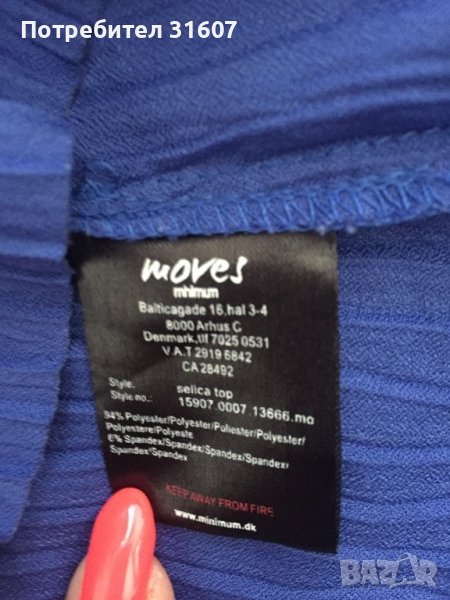 Потребител 31607
moves
minimum
Balticagade 16, hal 3-4
8000 Arhus C
Denmark, tlf 7025 0531
V.A.T 2919 6842
CA 28492
Style: selica top
Style no.: 15907 0007 13666.mo
94% Polyester/Polyester/Poliester/Polyester/
Polyestere/Polyeste
6% Spandex/Spandex/Spandex/Spandex/
Spandex/Spandex
KEEP AWAY FROM FIRE
www.minimum.dk
BAZAR